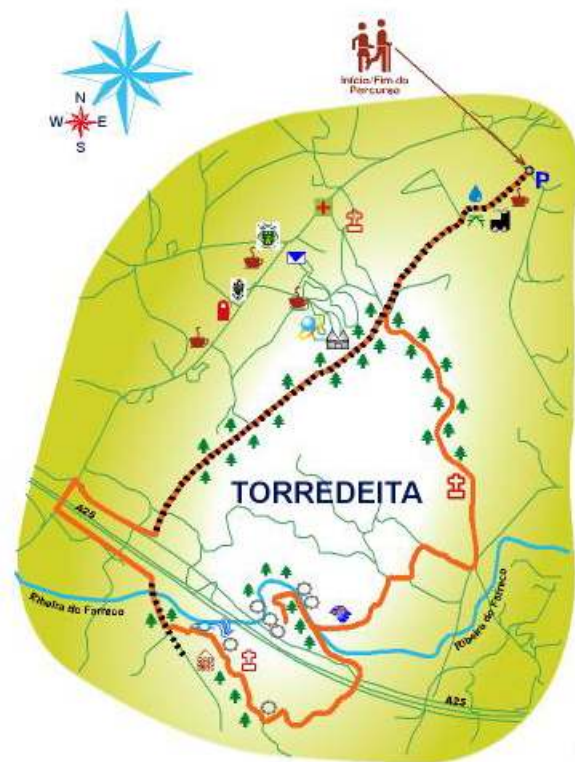 N
W E
S
Início/Fim do
Percurso
P
TORREDEITA
A25
Ribeira do Farreco
Ribeira do Farreco
A25